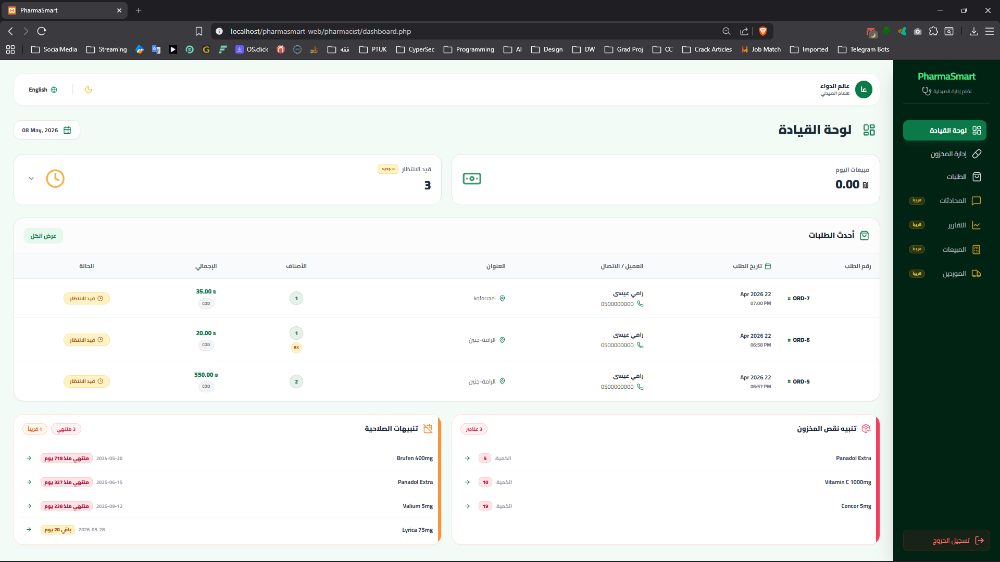 PharmaSmart
localhost/pharmasmart-web/pharmacist/dashboard.php
SocialMedia
Streaming
OS.click
فقه
PTUK
CyperSec
Programming
AI
Design
DW
Grad Proj
CC
Crack Articles
Job Match
Imported
Telegram Bots
PharmaSmart
نظام إدارة الصيدلية
لوحة القيادة
إدارة المخزون
الطلبات
المحادثات قريباً
التقارير قريباً
المبيعات قريباً
الموردين قريباً
تسجيل الخروج
عا
عالم الدواء
همام الصيدلي
English
لوحة القيادة
08 May, 2026
مبيعات اليوم
₪ 0.00
قيد الانتظار جديد
3
أحدث الطلبات
عرض الكل
رقم الطلب تاريخ الطلب العميل / الاتصال العنوان الأصناف الإجمالي الحالة
# ORD-7
22 Apr 2026
07:00 PM
رامي عيسى
0500000000
koforraei
1
35.00 ₪
COD
قيد الانتظار
# ORD-6
22 Apr 2026
06:58 PM
رامي عيسى
0500000000
الرامة-جنين
1
RX
20.00 ₪
COD
قيد الانتظار
# ORD-5
22 Apr 2026
06:57 PM
رامي عيسى
0500000000
الرامة-جنين
2
550.00 ₪
COD
قيد الانتظار
تنبيه نقص المخزون
3 عناصر
Panadol Extra
الكمية: 5
Vitamin C 1000mg
الكمية: 10
Concor 5mg
الكمية: 19
تنبيهات الصلاحية
3 منتهي
1 قريباً
Brufen 400mg
2024-05-20 منتهي منذ 718 يوم
Panadol Extra
2025-06-15 منتهي منذ 327 يوم
Valium 5mg
2025-09-12 منتهي منذ 238 يوم
Lyrica 75mg
2026-05-28 باقي 20 يوم